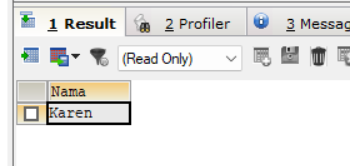 1 Result 2 Profiler 3 Messag
(Read Only)
Nama
Karen